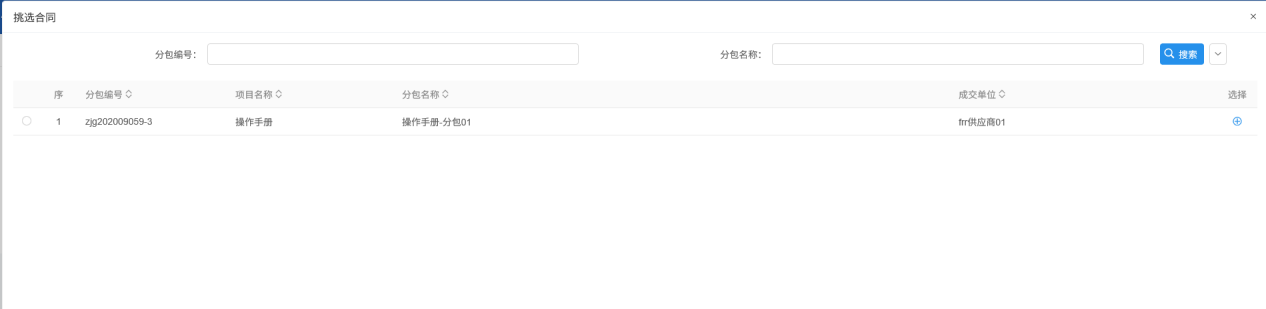 挑选合同
分包编号： 分包名称： 搜索
序 分包编号 项目名称 分包名称 成交单位 选择
1 zjg202009059-3 操作手册 操作手册-分包01 frr供应商01